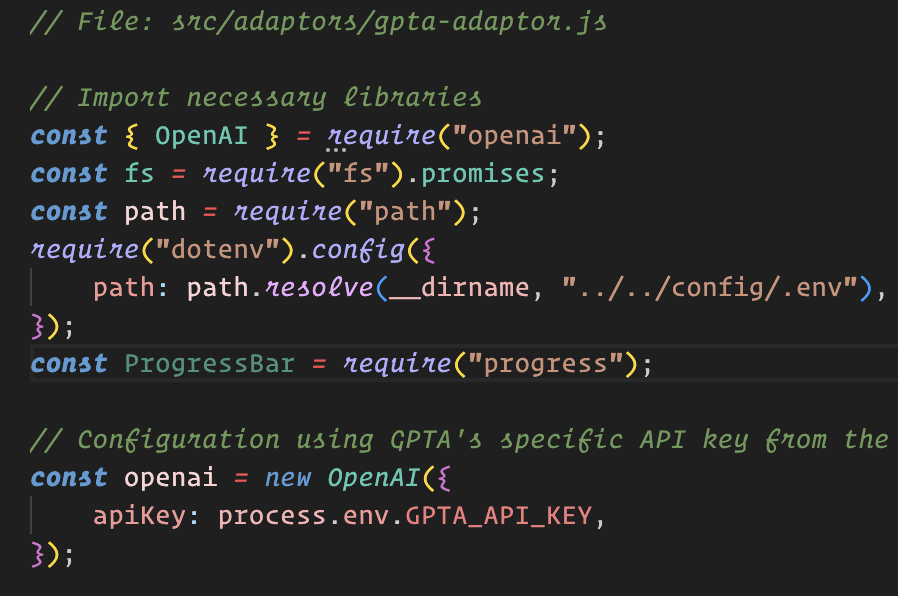 // File: src/adaptors/gpta-adaptor.js
// Import necessary libraries
const { OpenAI } = require("openai");
const fs = require("fs").promises;
const path = require("path");
require("dotenv").config({
path: path.resolve(__dirname, "../../config/.env"),
});
const ProgressBar = require("progress");
// Configuration using GPTA's specific API key from the
const openai = new OpenAI({
apiKey: process.env.GPTA_API_KEY,
});